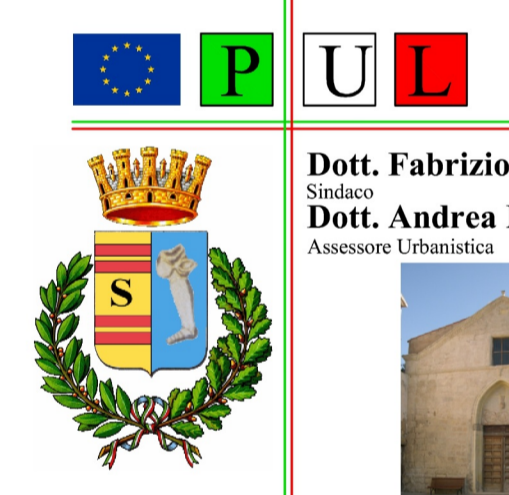 P U L
Dott. Fabrizio
Sindaco
Dott. Andrea
Assessore Urbanistica
S